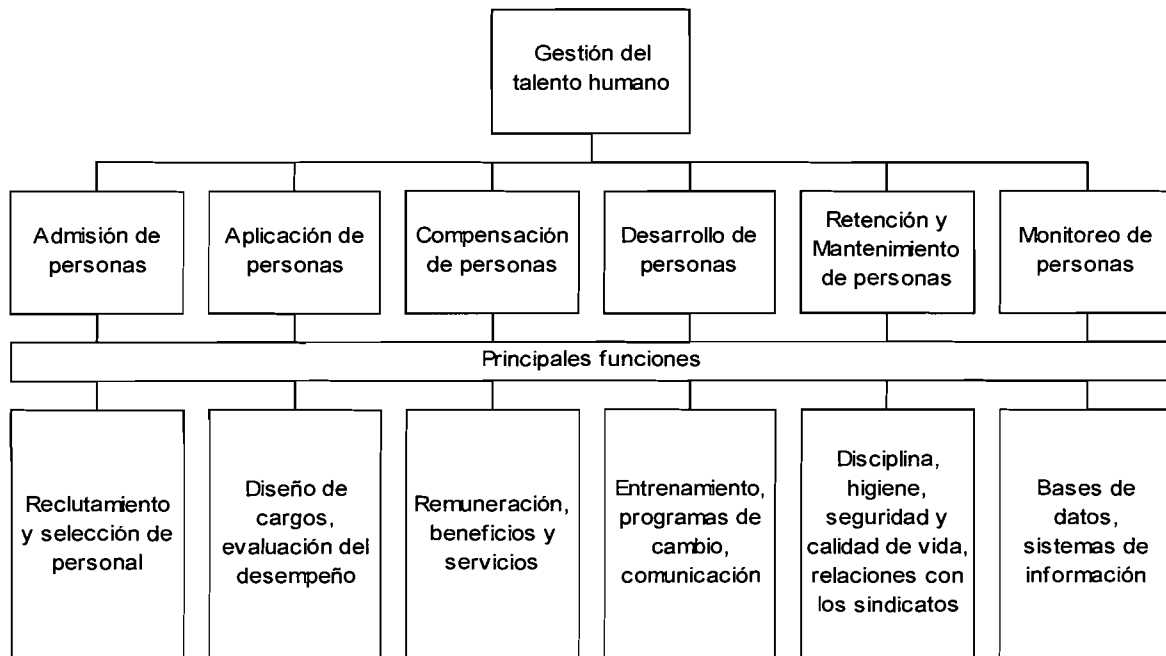 Gestión del
talento humano
Admisión de
personas
Aplicación de
personas
Compensación
de personas
Desarrollo de
personas
Retención y
Mantenimiento
de personas
Monitoreo de
personas
Principales funciones
Reclutamiento
y selección de
personal
Diseño de
cargos,
evaluación del
desempeño
Remuneración,
beneficios y
servicios
Entrenamiento,
programas de
cambio,
comunicación
Disciplina,
higiene,
seguridad y
calidad de vida,
relaciones con
los sindicatos
Bases de
datos,
sistemas de
información